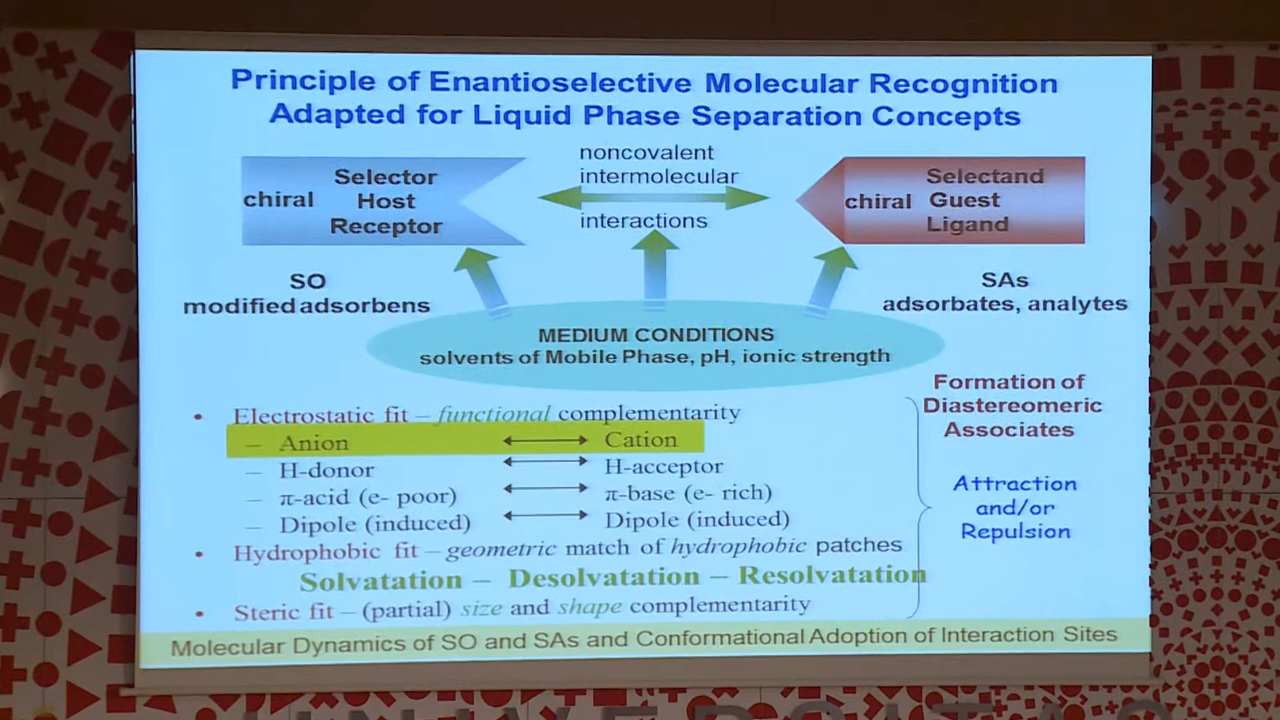 Principle of Enantioselective Molecular Recognition
Adapted for Liquid Phase Separation Concepts
chiral
Selector
Host
Receptor
noncovalent
intermolecular
interactions
chiral
Selectand
Guest
Ligand
SO
modified adsorbens
SAs
adsorbates, analytes
MEDIUM CONDITIONS
solvents of Mobile Phase, pH, ionic strength
Formation of
Diastereomeric
Associates
• Electrostatic fit – functional complementarity
– Anion ⟷ Cation
– H-donor ⟷ H-acceptor
– π-acid (e- poor) ⟷ π-base (e- rich)
– Dipole (induced) ⟷ Dipole (induced)
Attraction
and/or
Repulsion
• Hydrophobic fit – geometric match of hydrophobic patches
Solvatation – Desolvatation – Resolvatation
• Steric fit – (partial) size and shape complementarity
Molecular Dynamics of SO and SAs and Conformational Adoption of Interaction Sites